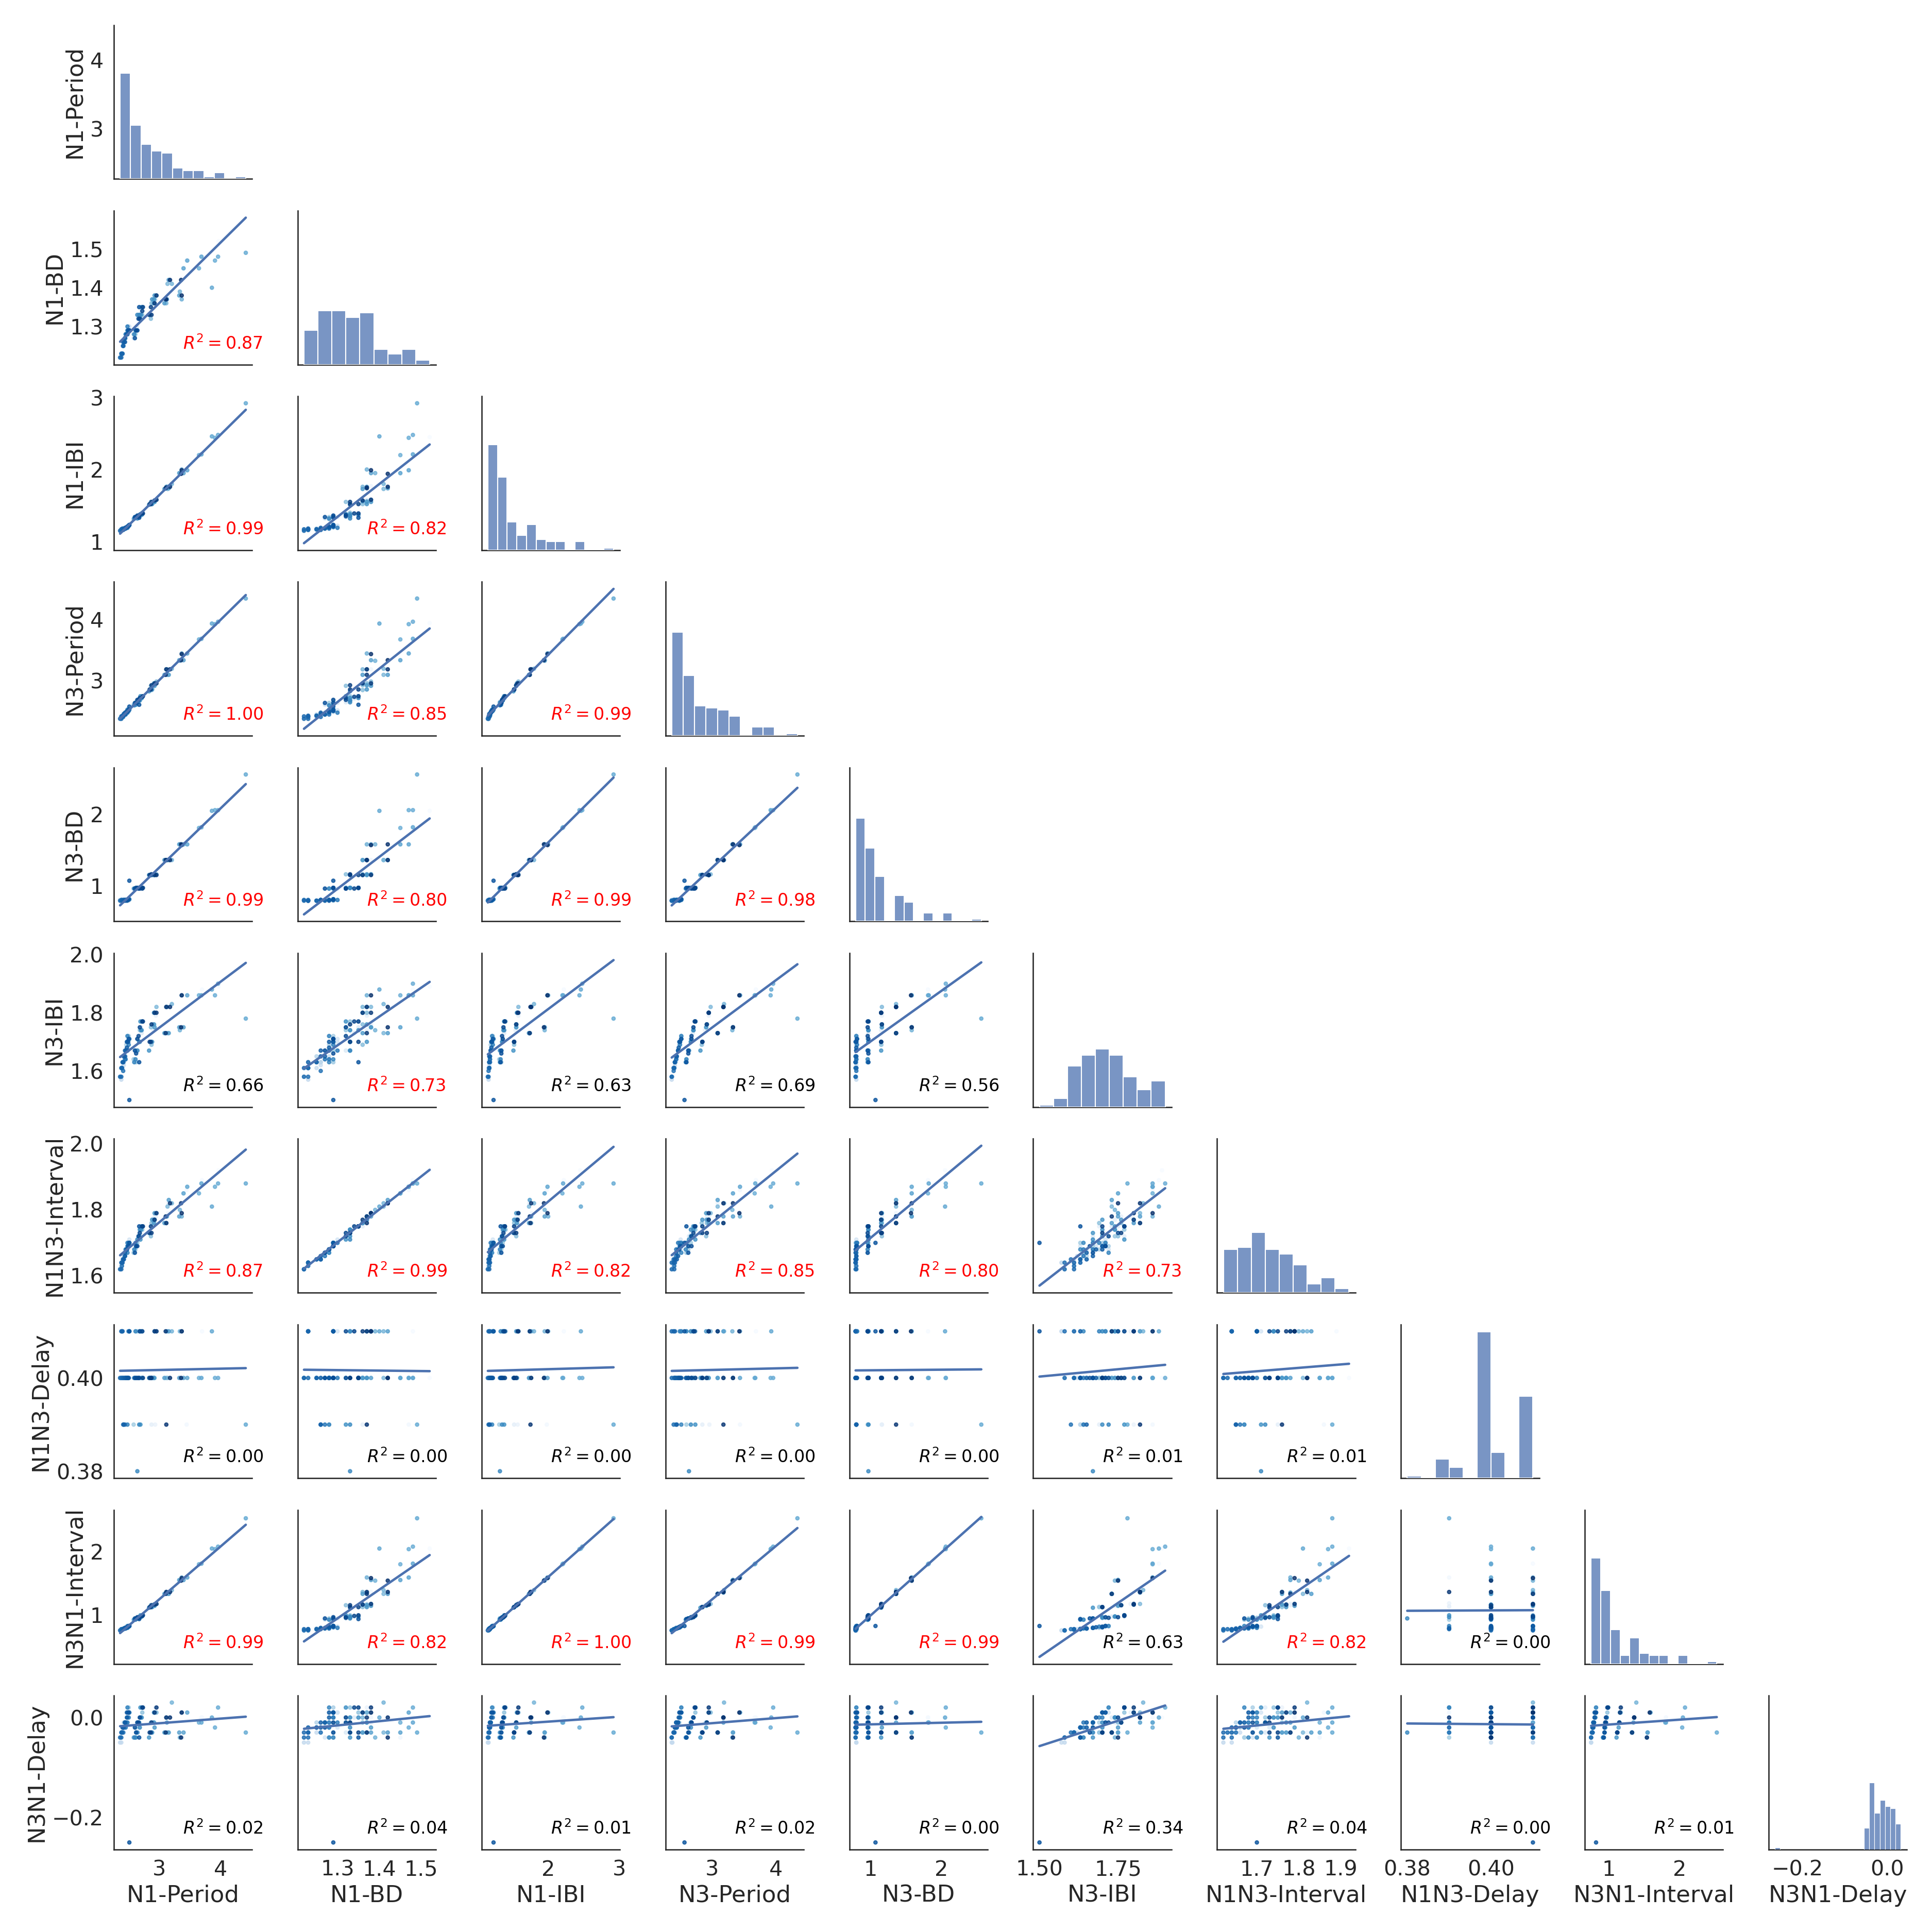 N1-Period
4
3
N1-BD
1.5
1.4
1.3
R² = 0.87
N1-IBI
3
2
1
R² = 0.99
R² = 0.82
N3-Period
4
3
R² = 1.00
R² = 0.85
R² = 0.99
N3-BD
2
1
R² = 0.99
R² = 0.80
R² = 0.99
R² = 0.98
N3-IBI
2.0
1.8
1.6
R² = 0.66
R² = 0.73
R² = 0.63
R² = 0.69
R² = 0.56
N1N3-Interval
2.0
1.8
1.6
R² = 0.87
R² = 0.99
R² = 0.82
R² = 0.85
R² = 0.80
R² = 0.73
N1N3-Delay
0.40
0.38
R² = 0.00
R² = 0.00
R² = 0.00
R² = 0.00
R² = 0.00
R² = 0.01
R² = 0.01
N3N1-Interval
2
1
R² = 0.99
R² = 0.82
R² = 1.00
R² = 0.99
R² = 0.99
R² = 0.63
R² = 0.82
R² = 0.00
N3N1-Delay
0.0
−0.2
R² = 0.02
R² = 0.04
R² = 0.01
R² = 0.02
R² = 0.00
R² = 0.34
R² = 0.04
R² = 0.00
R² = 0.01
3 4
1.3 1.4 1.5
2 3
3 4
1 2
1.50 1.75
1.7 1.8 1.9
0.38 0.40
1 2
−0.2 0.0
N1-Period
N1-BD
N1-IBI
N3-Period
N3-BD
N3-IBI
N1N3-Interval
N1N3-Delay
N3N1-Interval
N3N1-Delay